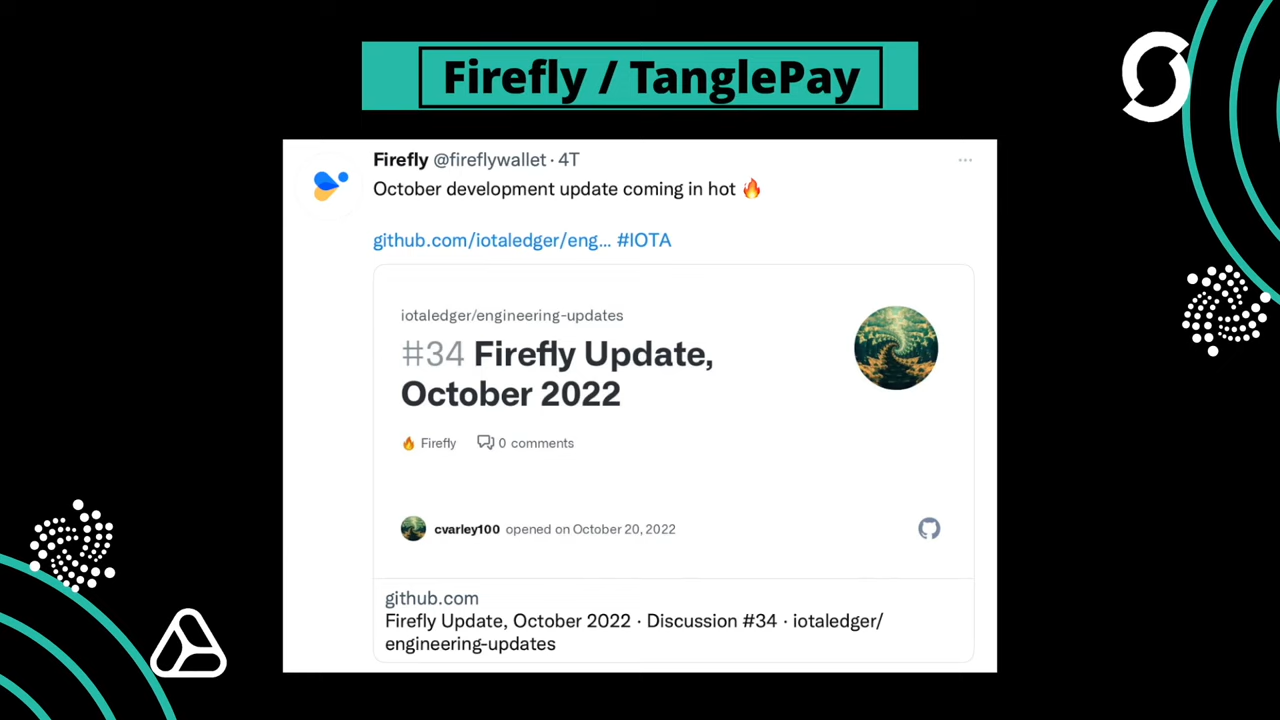 Firefly / TanglePay
Firefly @fireflywallet · 4T
October development update coming in hot 🔥
github.com/iotaledger/eng... #IOTA
iotaledger/engineering-updates
#34 Firefly Update,
October 2022
🔥 Firefly 0 comments
cvarley100 opened on October 20, 2022
github.com
Firefly Update, October 2022 · Discussion #34 · iotaledger/
engineering-updates